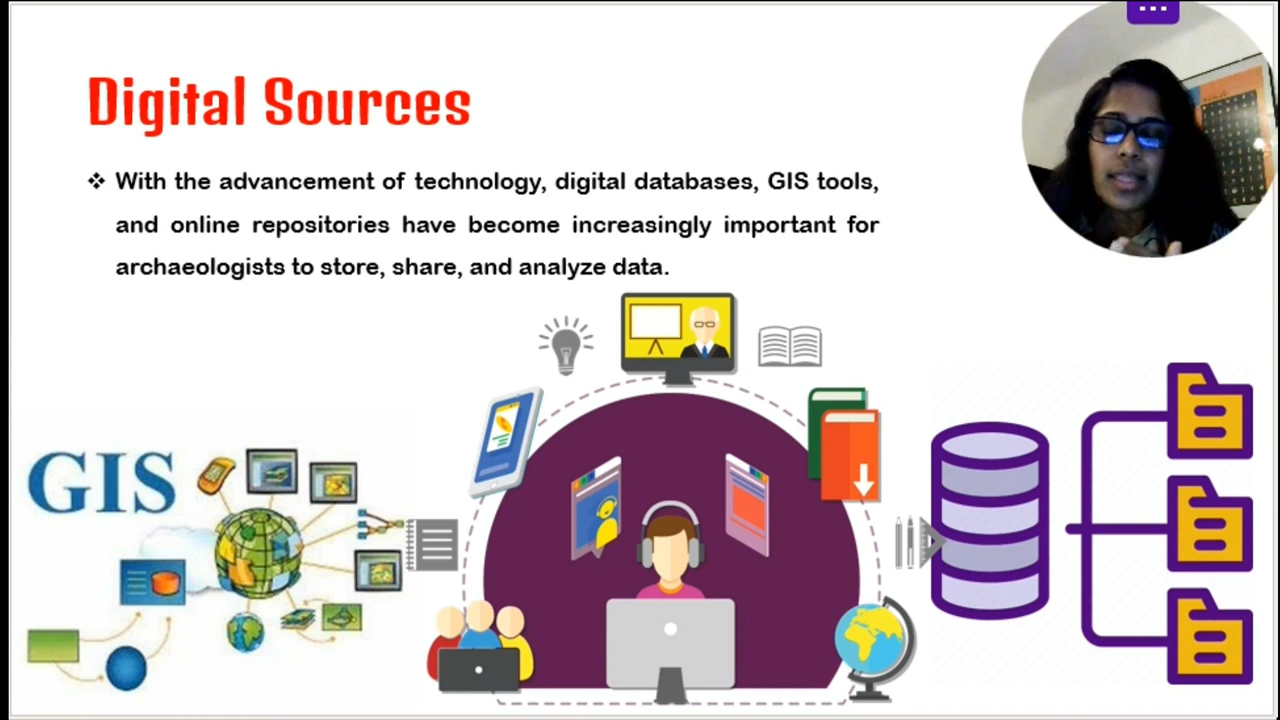 Digital Sources
❖ With the advancement of technology, digital databases, GIS tools,
and online repositories have become increasingly important for
archaeologists to store, share, and analyze data.
GIS